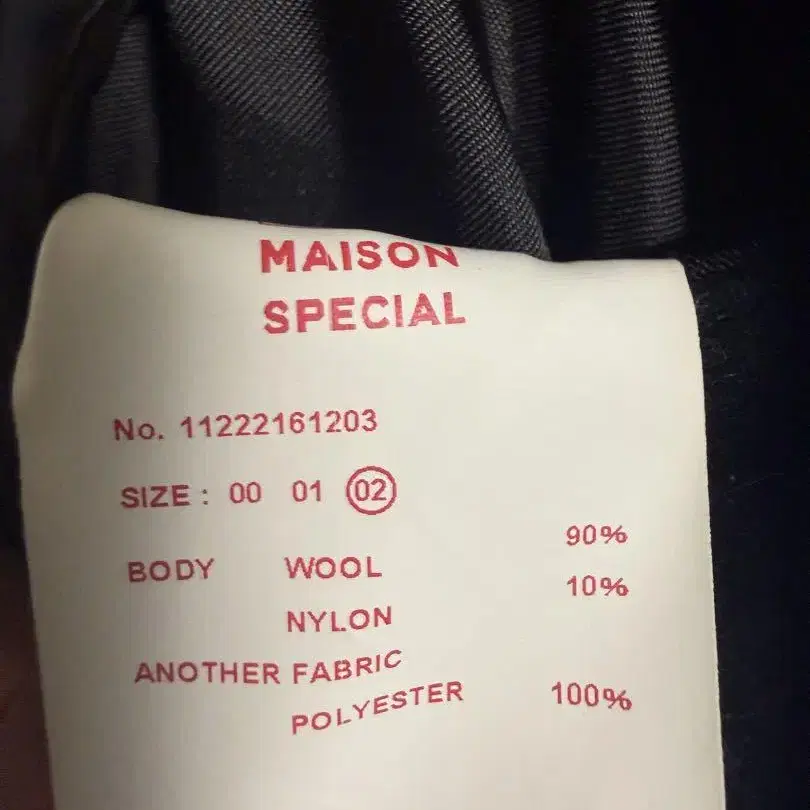 MAISON
SPECIAL
No. 11222161203
SIZE : 00 01 02
BODY WOOL 90%
NYLON 10%
ANOTHER FABRIC
POLYESTER 100%